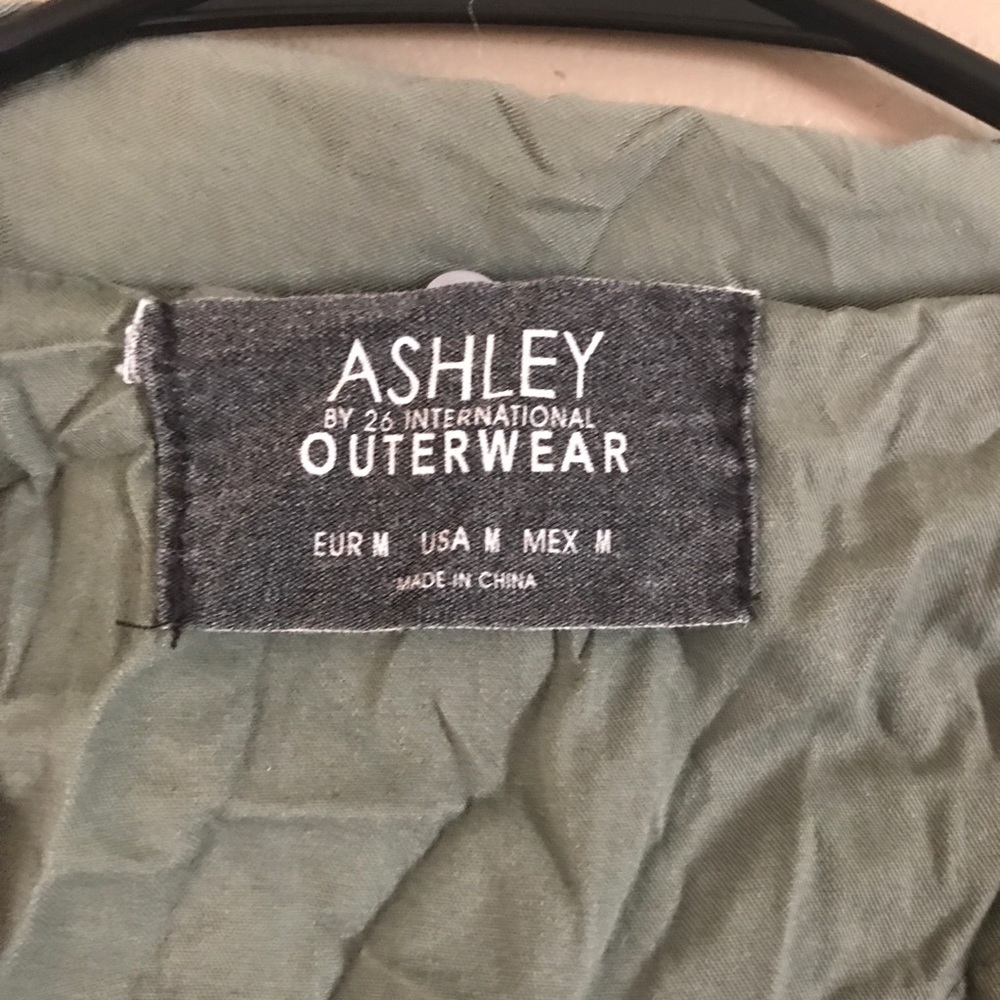 ASHLEY
BY 26 INTERNATIONAL
OUTERWEAR
EUR M USA M MEX M
MADE IN CHINA